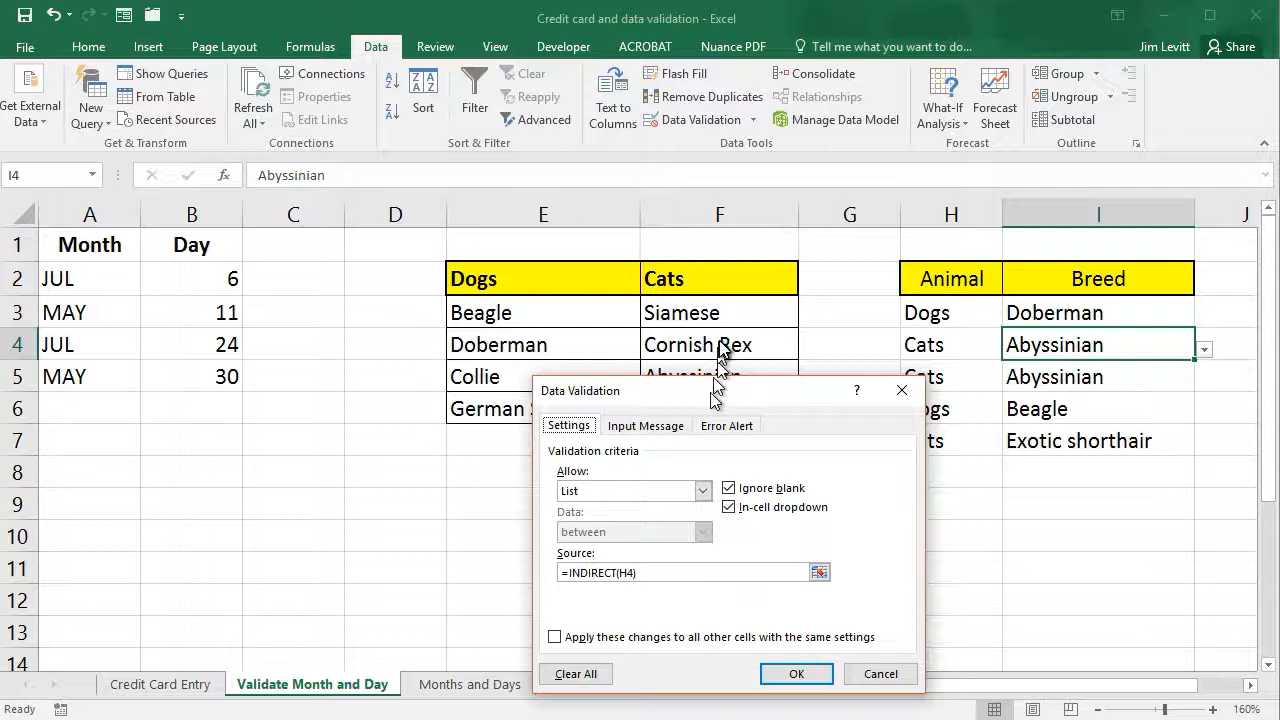 Credit card and data validation - Excel
File Home Insert Page Layout Formulas Data Review View Developer ACROBAT Nuance PDF Tell me what you want to do... Jim Levitt Share
Get External Data
New Query
Show Queries
From Table
Recent Sources
Get & Transform
Refresh All
Connections
Properties
Edit Links
Connections
Sort
Filter
Clear
Reapply
Advanced
Sort & Filter
Text to Columns
Flash Fill
Remove Duplicates
Data Validation
Consolidate
Relationships
Manage Data Model
Data Tools
What-If Analysis
Forecast Sheet
Forecast
Group
Ungroup
Subtotal
Outline
I4 fx Abyssinian
A B C D E F G H I J
1 Month Day
2 JUL 6 Dogs Cats Animal Breed
3 MAY 11 Beagle Siamese Dogs Doberman
4 JUL 24 Doberman Cornish Rex Cats Abyssinian
5 MAY 30 Collie Cats Abyssinian
6 German Beagle
7 Exotic shorthair
8
9
10
11
12
13
14
Data Validation ?
Settings Input Message Error Alert
Validation criteria
Allow:
List Ignore blank
Data: In-cell dropdown
between
Source:
=INDIRECT(H4)
Apply these changes to all other cells with the same settings
Clear All OK Cancel
Credit Card Entry Validate Month and Day Months and Days
Ready 160%